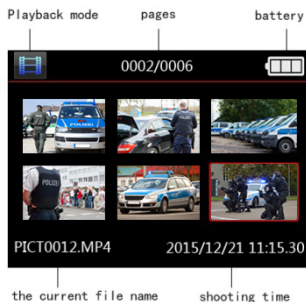 Playback mode pages battery
0002/0006
POLIZEI
POLIZEI
PICT0012.MP4 2015/12/21 11:15.30
the current file name shooting time